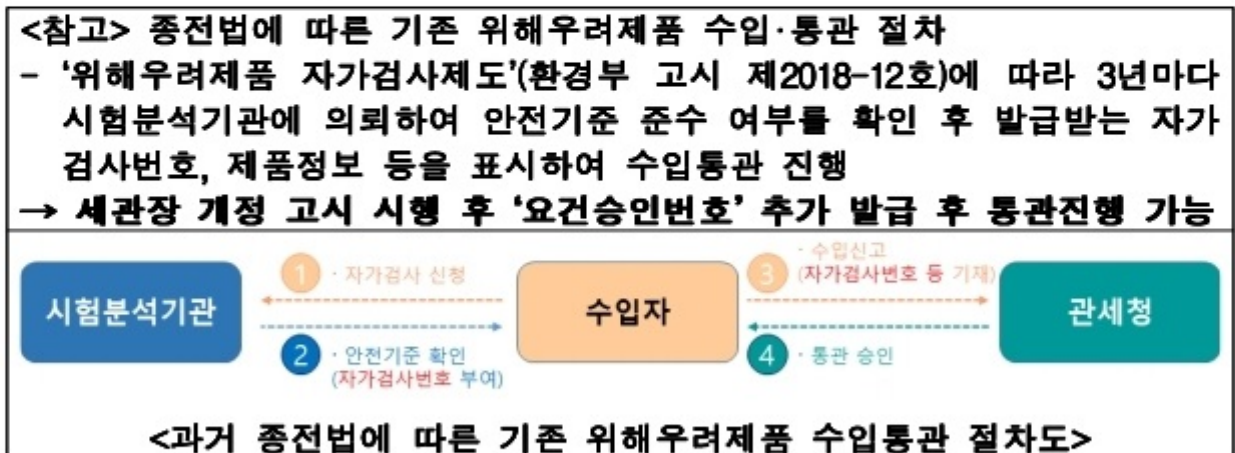 <참고> 종전법에 따른 기존 위해우려제품 수입·통관 절차
- ‘위해우려제품 자가검사제도’(환경부 고시 제2018-12호)에 따라 3년마다
시험분석기관에 의뢰하여 안전기준 준수 여부를 확인 후 발급받는 자가
검사번호, 제품정보 등을 표시하여 수입통관 진행
→ 세관장 개정 고시 시행 후 ‘요건승인번호’ 추가 발급 후 통관진행 가능
시험분석기관
1 · 자가검사 신청
2 · 안전기준 확인
(자가검사번호 부여)
수입자
3 · 수입신고
(자가검사번호 등 기재)
4 · 통관 승인
관세청
<과거 종전법에 따른 기존 위해우려제품 수입통관 절차도>